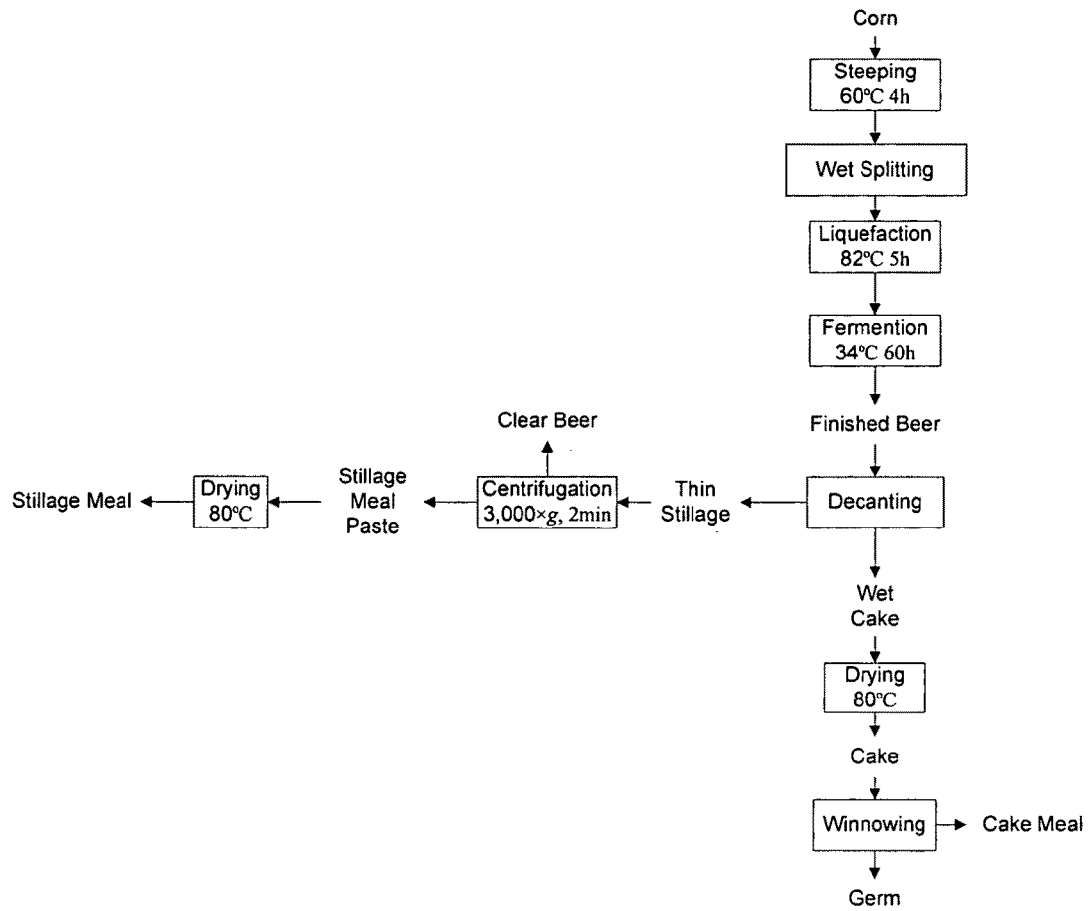 Corn
Steeping
60°C 4h
Wet Splitting
Liquefaction
82°C 5h
Fermention
34°C 60h
Finished Beer
Decanting
Thin
Stillage
Clear Beer
Centrifugation
3,000×g, 2min
Stillage
Meal
Paste
Drying
80°C
Stillage Meal
Wet
Cake
Drying
80°C
Cake
Winnowing
Cake Meal
Germ